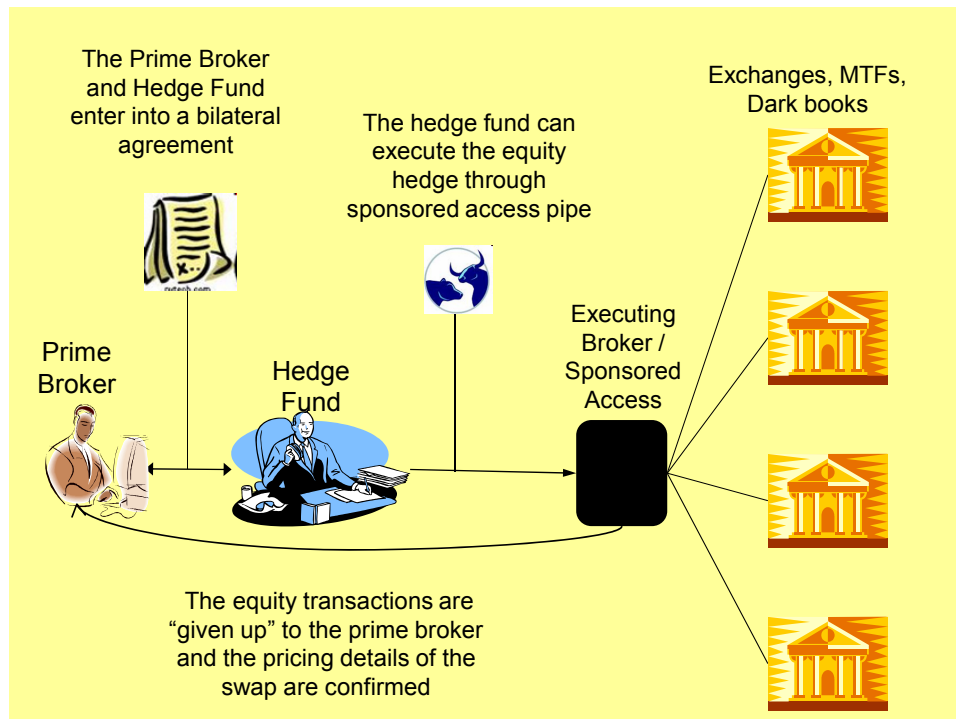 The Prime Broker
and Hedge Fund
enter into a bilateral
agreement
The hedge fund can
execute the equity
hedge through
sponsored access pipe
Exchanges, MTFs,
Dark books
Prime
Broker
Hedge
Fund
Executing
Broker /
Sponsored
Access
The equity transactions are
“given up” to the prime broker
and the pricing details of the
swap are confirmed